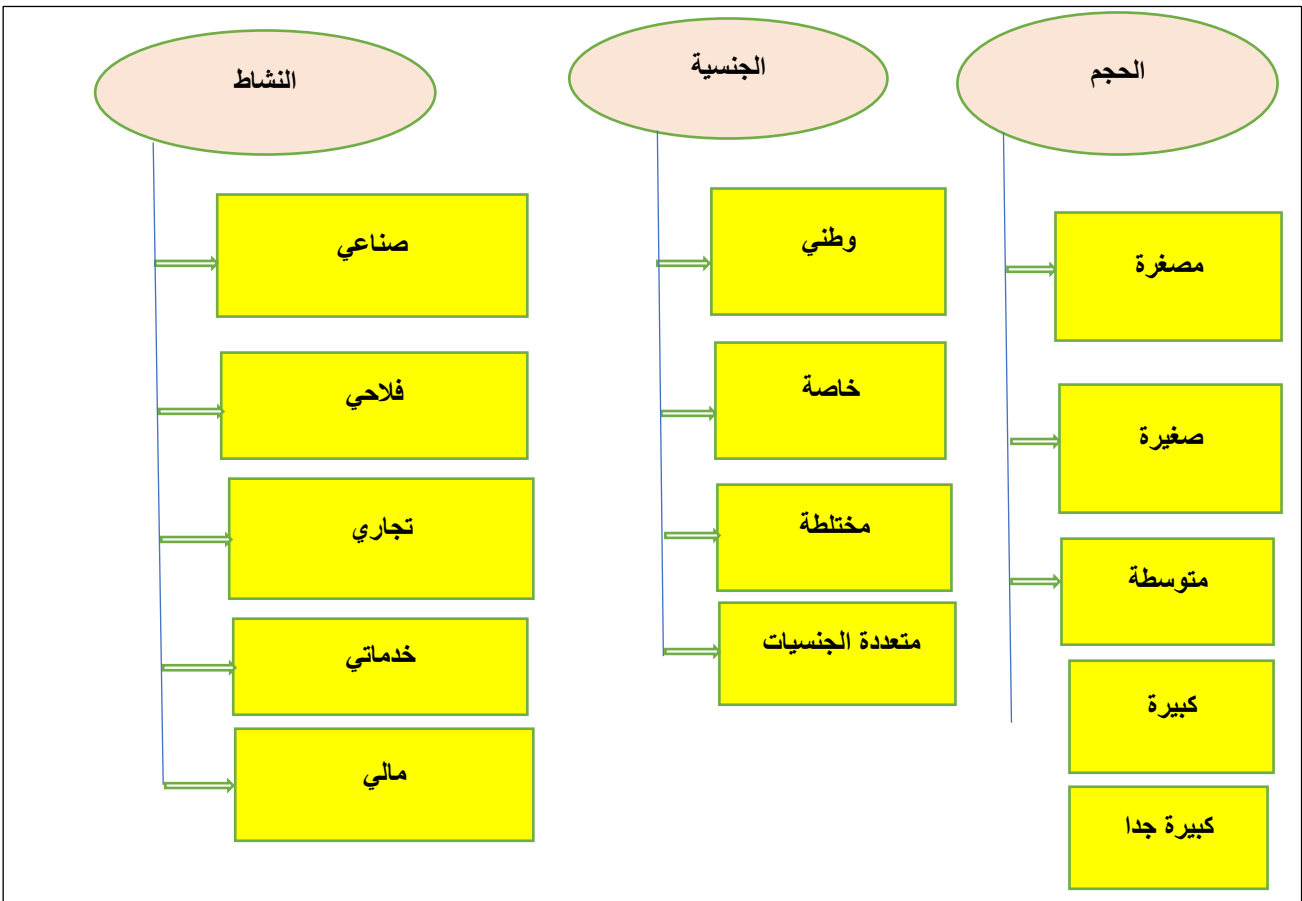 الحجم
مصغرة
صغيرة
متوسطة
كبيرة
كبيرة جدا
الجنسية
وطني
خاصة
مختلطة
متعددة الجنسيات
النشاط
صناعي
فلاحي
تجاري
خدماتي
مالي